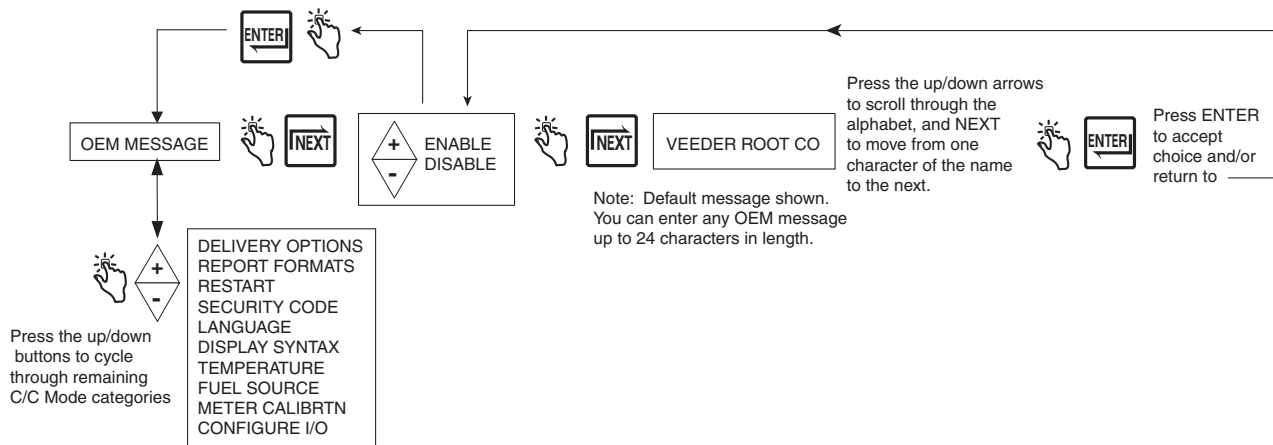 ENTER
OEM MESSAGE
NEXT
+
-
ENABLE
DISABLE
NEXT
VEEDER ROOT CO
Note: Default message shown.
You can enter any OEM message
up to 24 characters in length.
Press the up/down arrows
to scroll through the
alphabet, and NEXT
to move from one
character of the name
to the next.
ENTER
Press ENTER
to accept
choice and/or
return to
+
-
Press the up/down
buttons to cycle
through remaining
C/C Mode categories
DELIVERY OPTIONS
REPORT FORMATS
RESTART
SECURITY CODE
LANGUAGE
DISPLAY SYNTAX
TEMPERATURE
FUEL SOURCE
METER CALIBRTN
CONFIGURE I/O